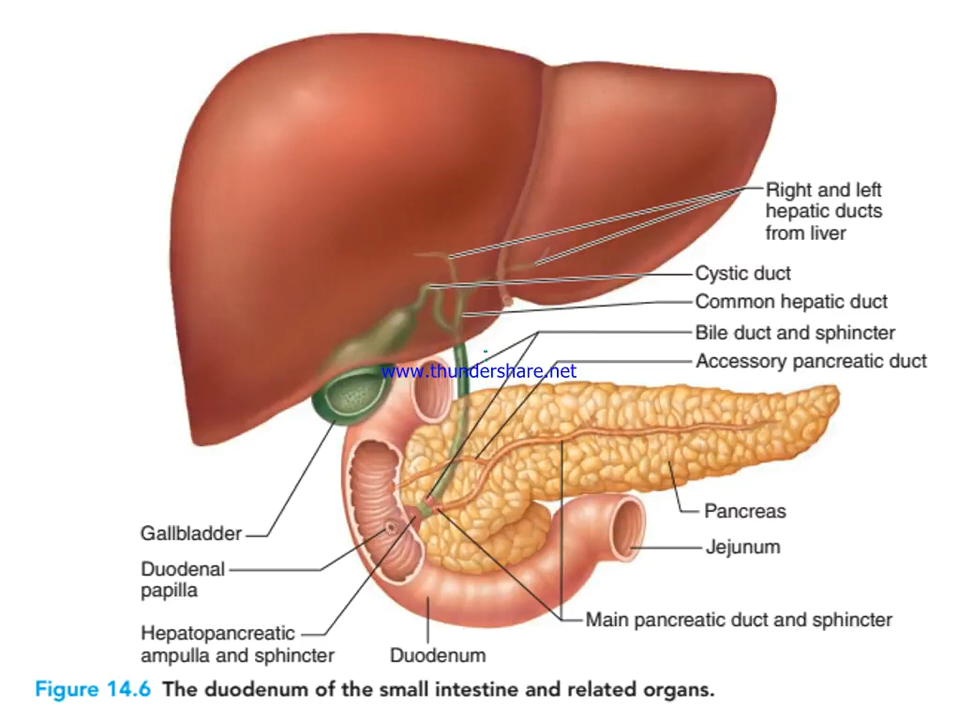 Right and left
hepatic ducts
from liver
Cystic duct
Common hepatic duct
Bile duct and sphincter
Accessory pancreatic duct
www.thundershare.net
Pancreas
Gallbladder
Jejunum
Duodenal
papilla
Main pancreatic duct and sphincter
Hepatopancreatic
ampulla and sphincter
Duodenum
Figure 14.6 The duodenum of the small intestine and related organs.